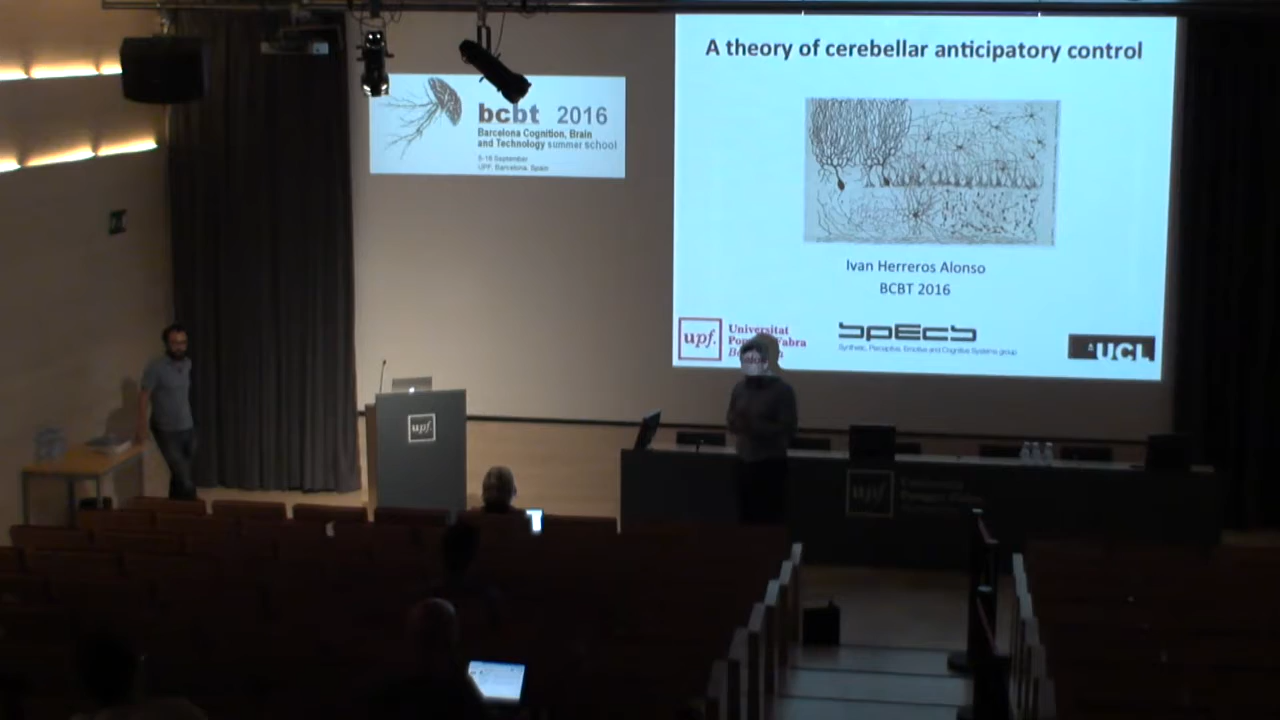 bcbt 2016
Barcelona Cognition, Brain
and Technology summer school
UPF, Barcelona, Spain
A theory of cerebellar anticipatory control
Ivan Herreros Alonso
BCBT 2016
upf.
Universitat
Fabra
specs
Synthetic, Perceptive, Emotive and Cognitive Systems group
UCL
upf.
upf.